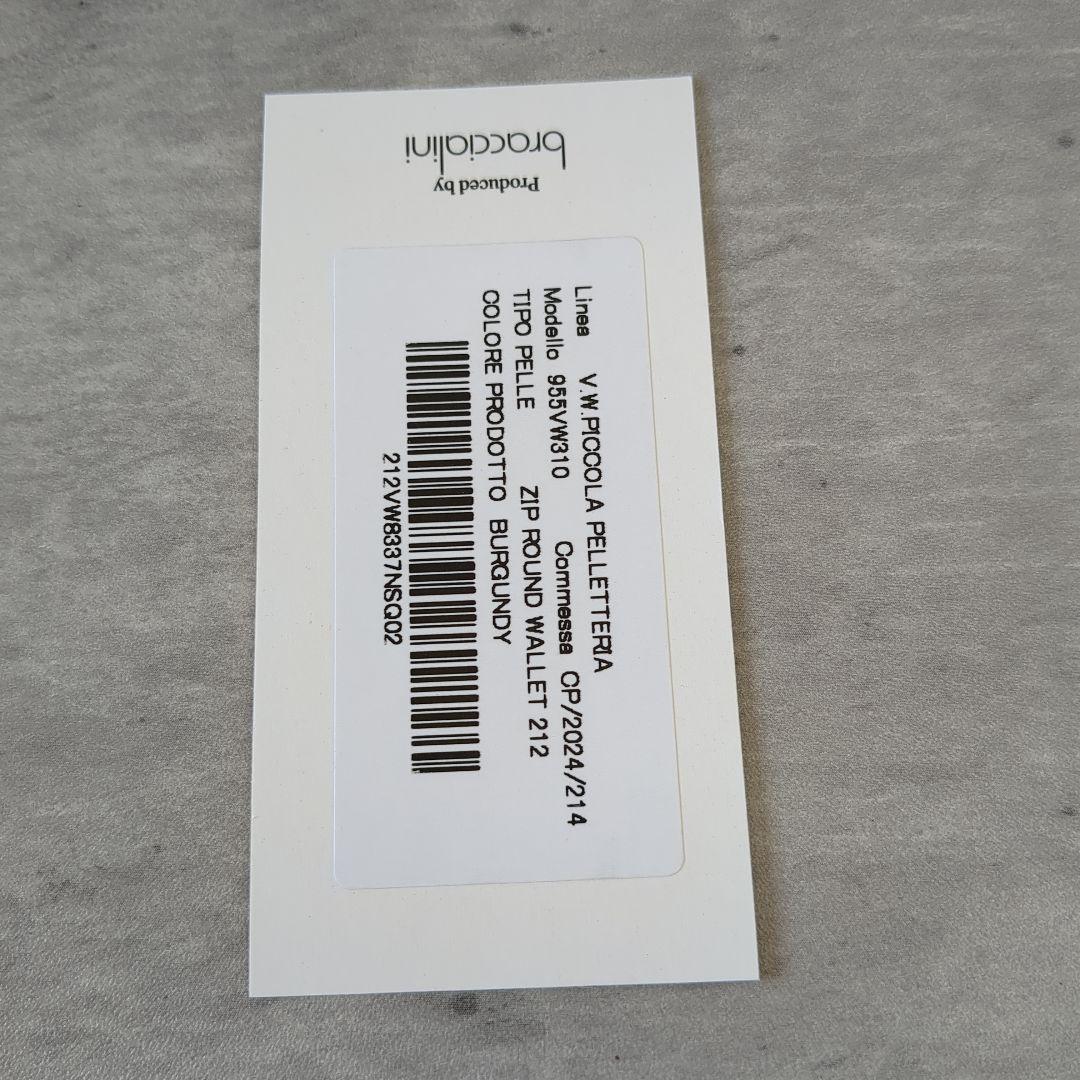 Produced by
braccialini
Linea V.W.PICCOLA PELLETTERIA
Modello 955VW310 Commessa CP/2024/214
TIPO PELLE ZIP ROUND WALLET 212
COLORE PRODOTTO BURGUNDY
212VW8337NSQ02